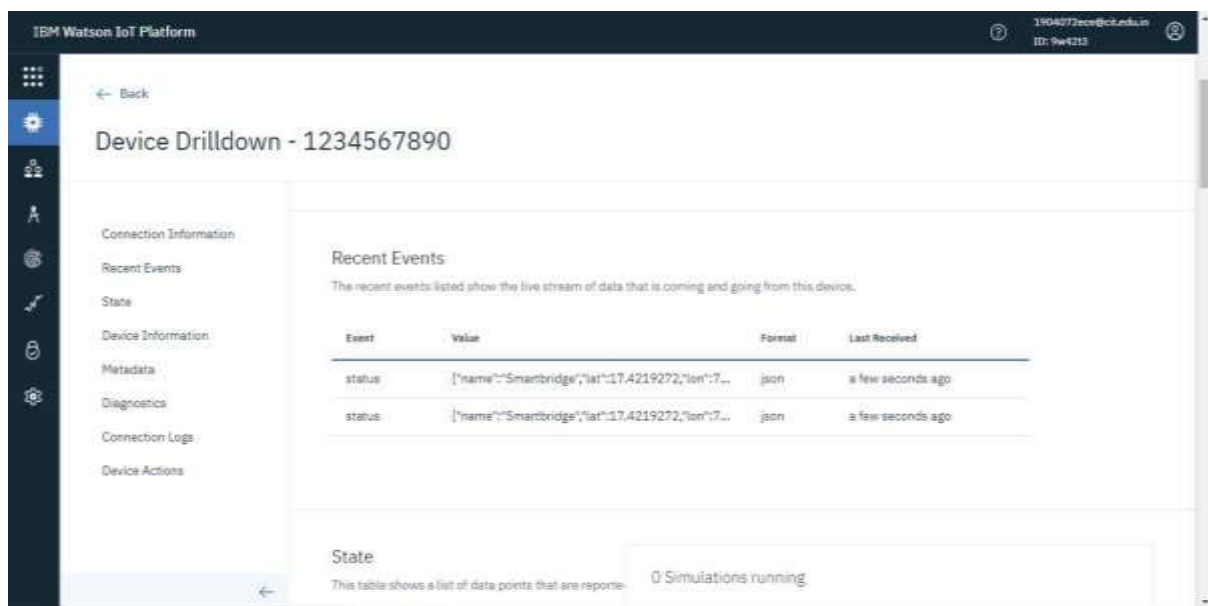 IBM Watson IoT Platform
1904072ece@cit.edu.in
ID: 9w42t3
← Back
Device Drilldown - 1234567890
Connection Information
Recent Events
State
Device Information
Metadata
Diagnostics
Connection Logs
Device Actions
Recent Events
The recent events listed show the live stream of data that is coming and going from this device.
Event Value Format Last Received
status {"name":"Smartbridge","lat":17.4219272,"lon":7... json a few seconds ago
status {"name":"Smartbridge","lat":17.4219272,"lon":7... json a few seconds ago
State
This table shows a list of data points that are reporte
0 Simulations running